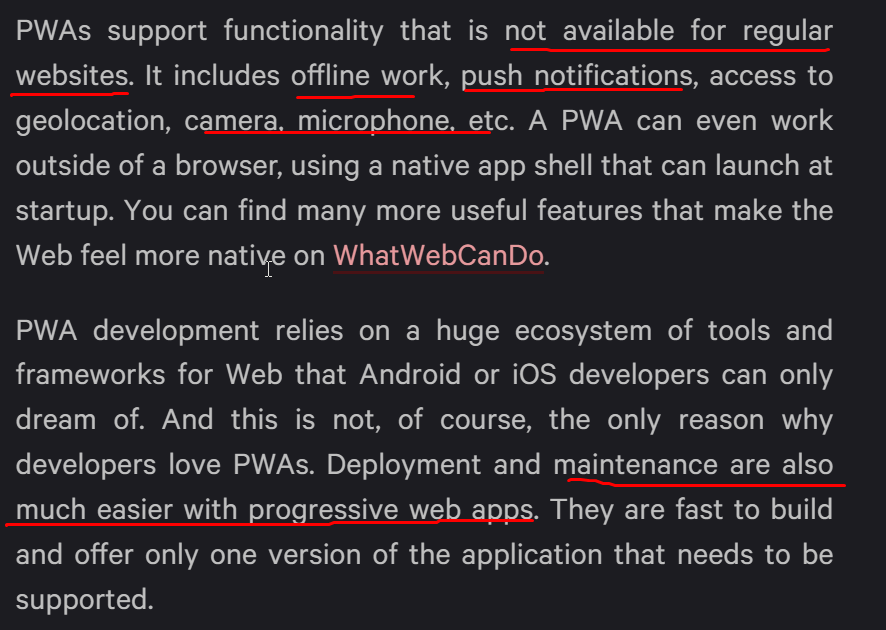 PWAs support functionality that is not available for regular
websites. It includes offline work, push notifications, access to
geolocation, camera, microphone, etc. A PWA can even work
outside of a browser, using a native app shell that can launch at
startup. You can find many more useful features that make the
Web feel more native on WhatWebCanDo.
PWA development relies on a huge ecosystem of tools and
frameworks for Web that Android or iOS developers can only
dream of. And this is not, of course, the only reason why
developers love PWAs. Deployment and maintenance are also
much easier with progressive web apps. They are fast to build
and offer only one version of the application that needs to be
supported.